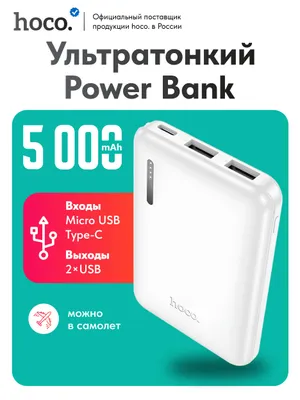 hoco.
Официальный поставщик
продукции hoco. в России
Ультратонкий
Power Bank
5 000 mAh
Входы
Micro USB
Type-C
Выходы
2×USB
можно
в самолет
hoco.